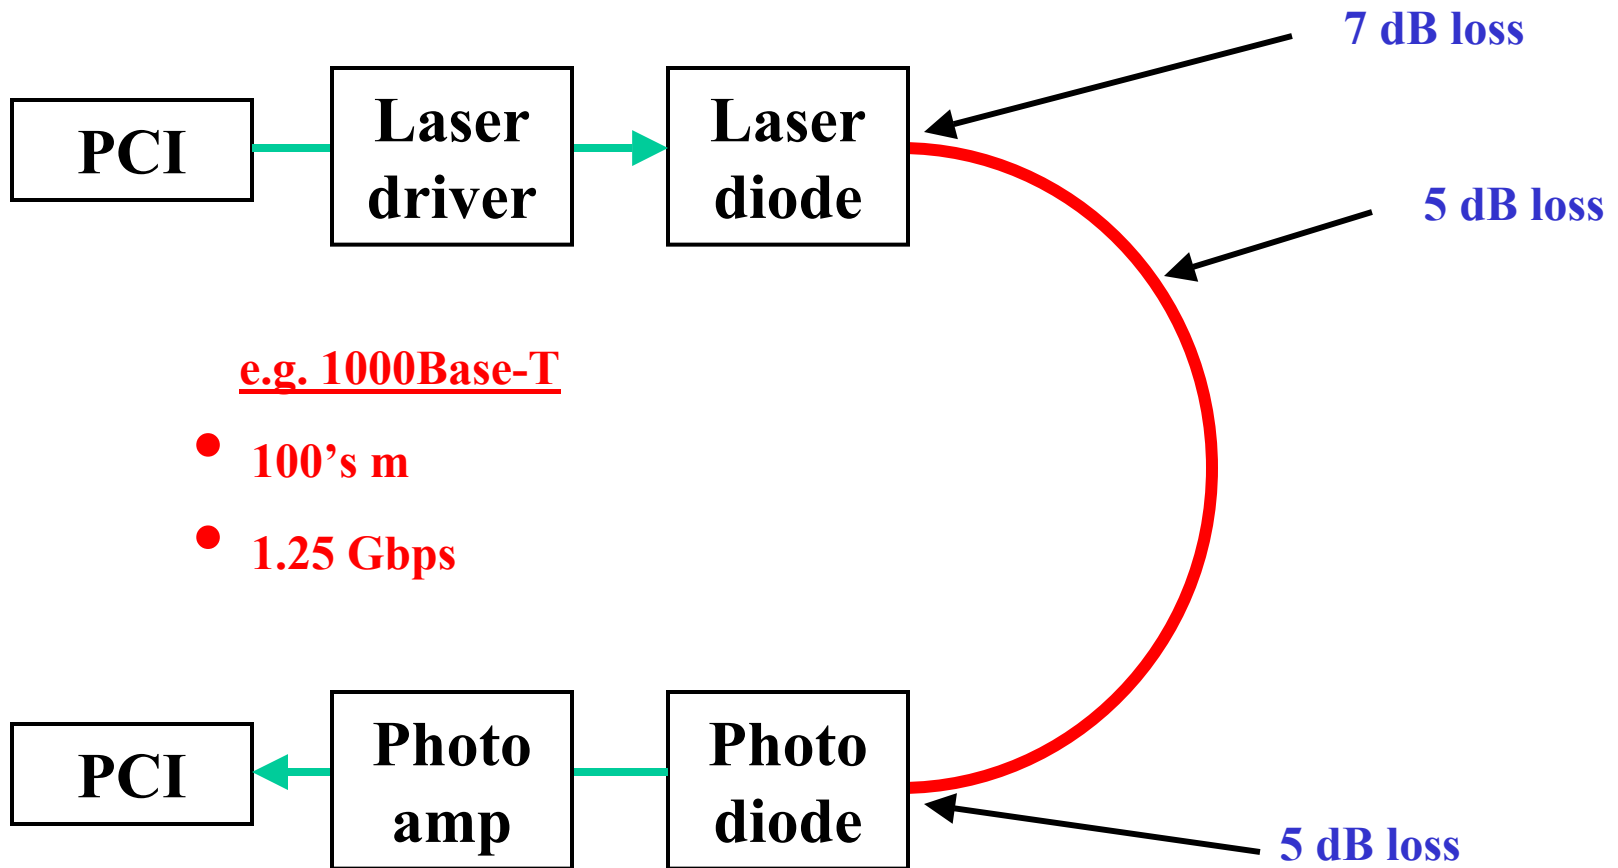 7 dB loss
PCI
Laser
driver
Laser
diode
5 dB loss
e.g. 1000Base-T
• 100’s m
• 1.25 Gbps
PCI
Photo
amp
Photo
diode
5 dB loss